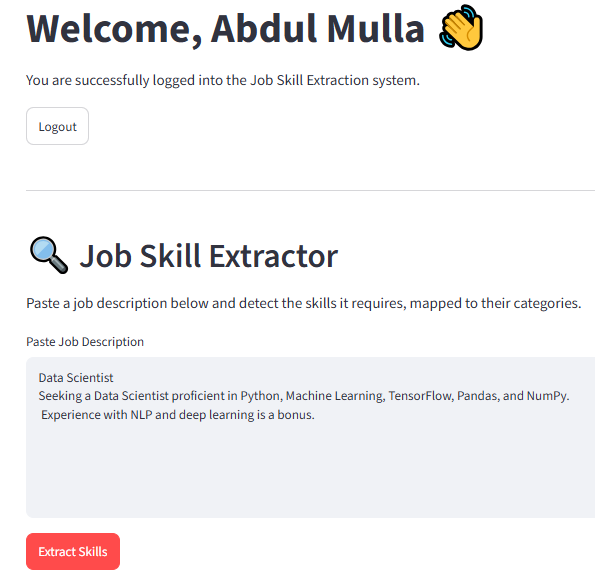 Welcome, Abdul Mulla 👋
You are successfully logged into the Job Skill Extraction system.
Logout
🔍 Job Skill Extractor
Paste a job description below and detect the skills it requires, mapped to their categories.
Paste Job Description
Data Scientist
Seeking a Data Scientist proficient in Python, Machine Learning, TensorFlow, Pandas, and NumPy.
Experience with NLP and deep learning is a bonus.
Extract Skills